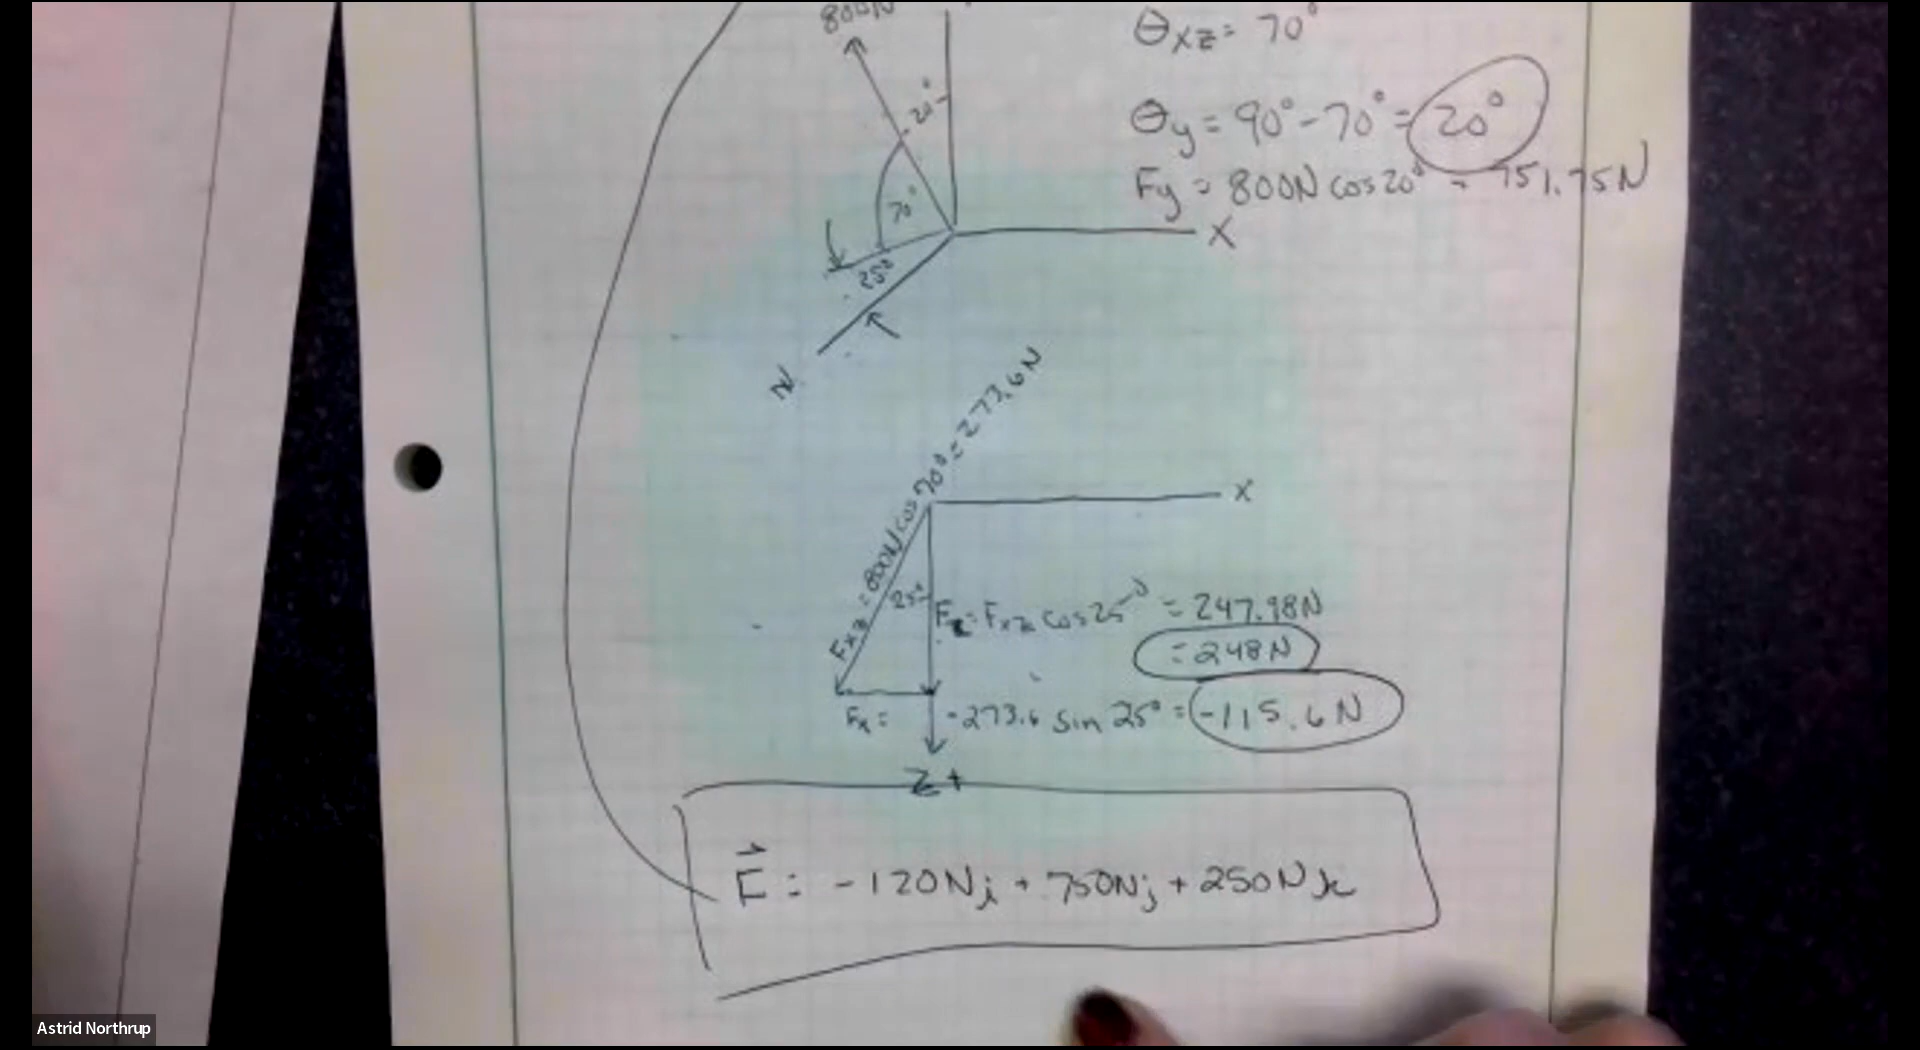 800N
θxz = 70°
20°
θy = 90° - 70° = 20°
Fy = 800N cos 20° = 751.75N
70°
X
25°
Fxz = 800N cos 70° = 273.6N
X
25°
Fz = Fxz cos 25° = 247.98N
= 248N
Fx = -273.6 sin 25° = -115.6N
Z+
F = -120N i + 750N j + 250N k
Astrid Northrup